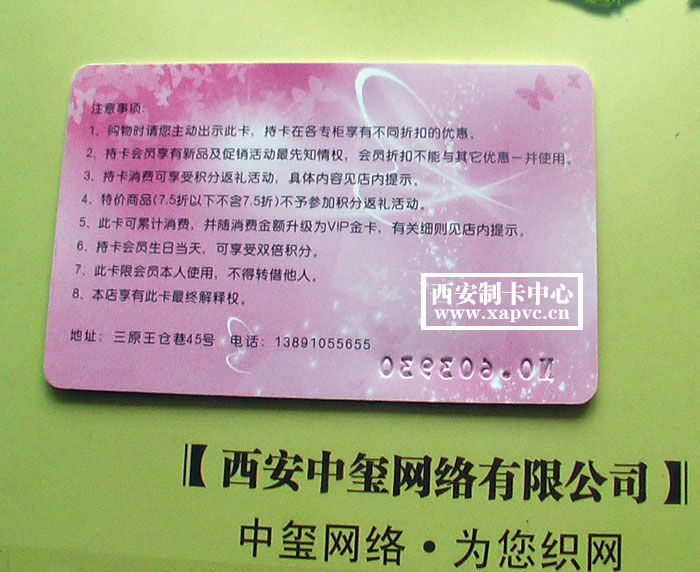 注意事项:
1、购物时请您主动出示此卡，持卡在各专柜享有不同折扣的优惠。
2、持卡会员享有新品及促销活动最先知情权，会员折扣不能与其它优惠一并使用。
3、持卡消费可享受积分返礼活动，具体内容见店内提示。
4、特价商品(7.5折以下不含7.5折)不予参加积分返礼活动。
5、此卡可累计消费，并随消费金额升级为VIP金卡，有关细则见店内提示。
6、持卡会员生日当天，可享受双倍积分。
7、此卡限会员本人使用，不得转借他人。
8、本店享有此卡最终解释权。
西安制卡中心
www.xapvc.cn
地址：三原王仓巷45号 电话：13891055655
NO.603630
【西安中玺网络有限公司】
中玺网络·为您织网